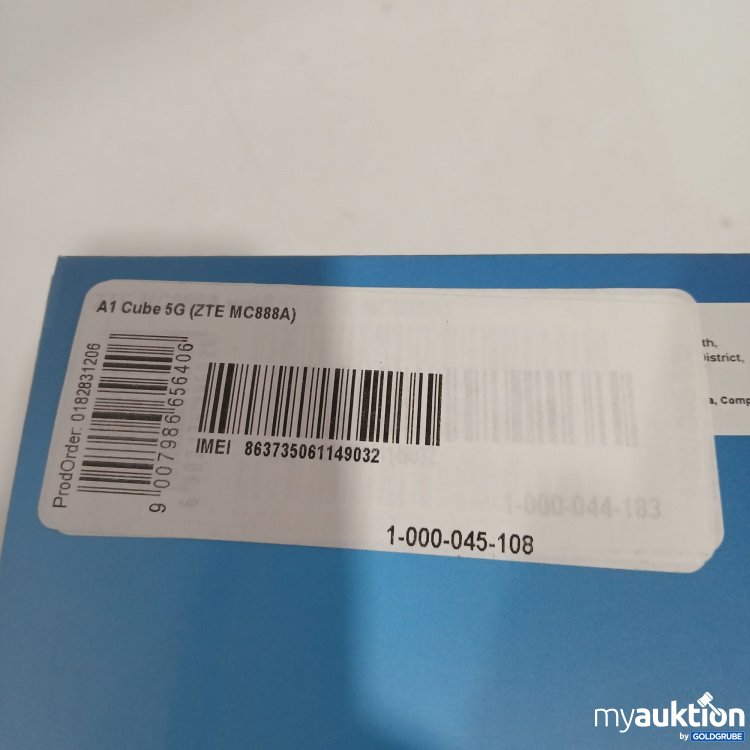 A1 Cube 5G (ZTE MC888A)
ProdOrder: 0182831206
9 007986 656406
IMEI 863735061149032
1-000-044-183
1-000-045-108
th,
District,
a, Comp
myauktion
by GOLDGRUBE